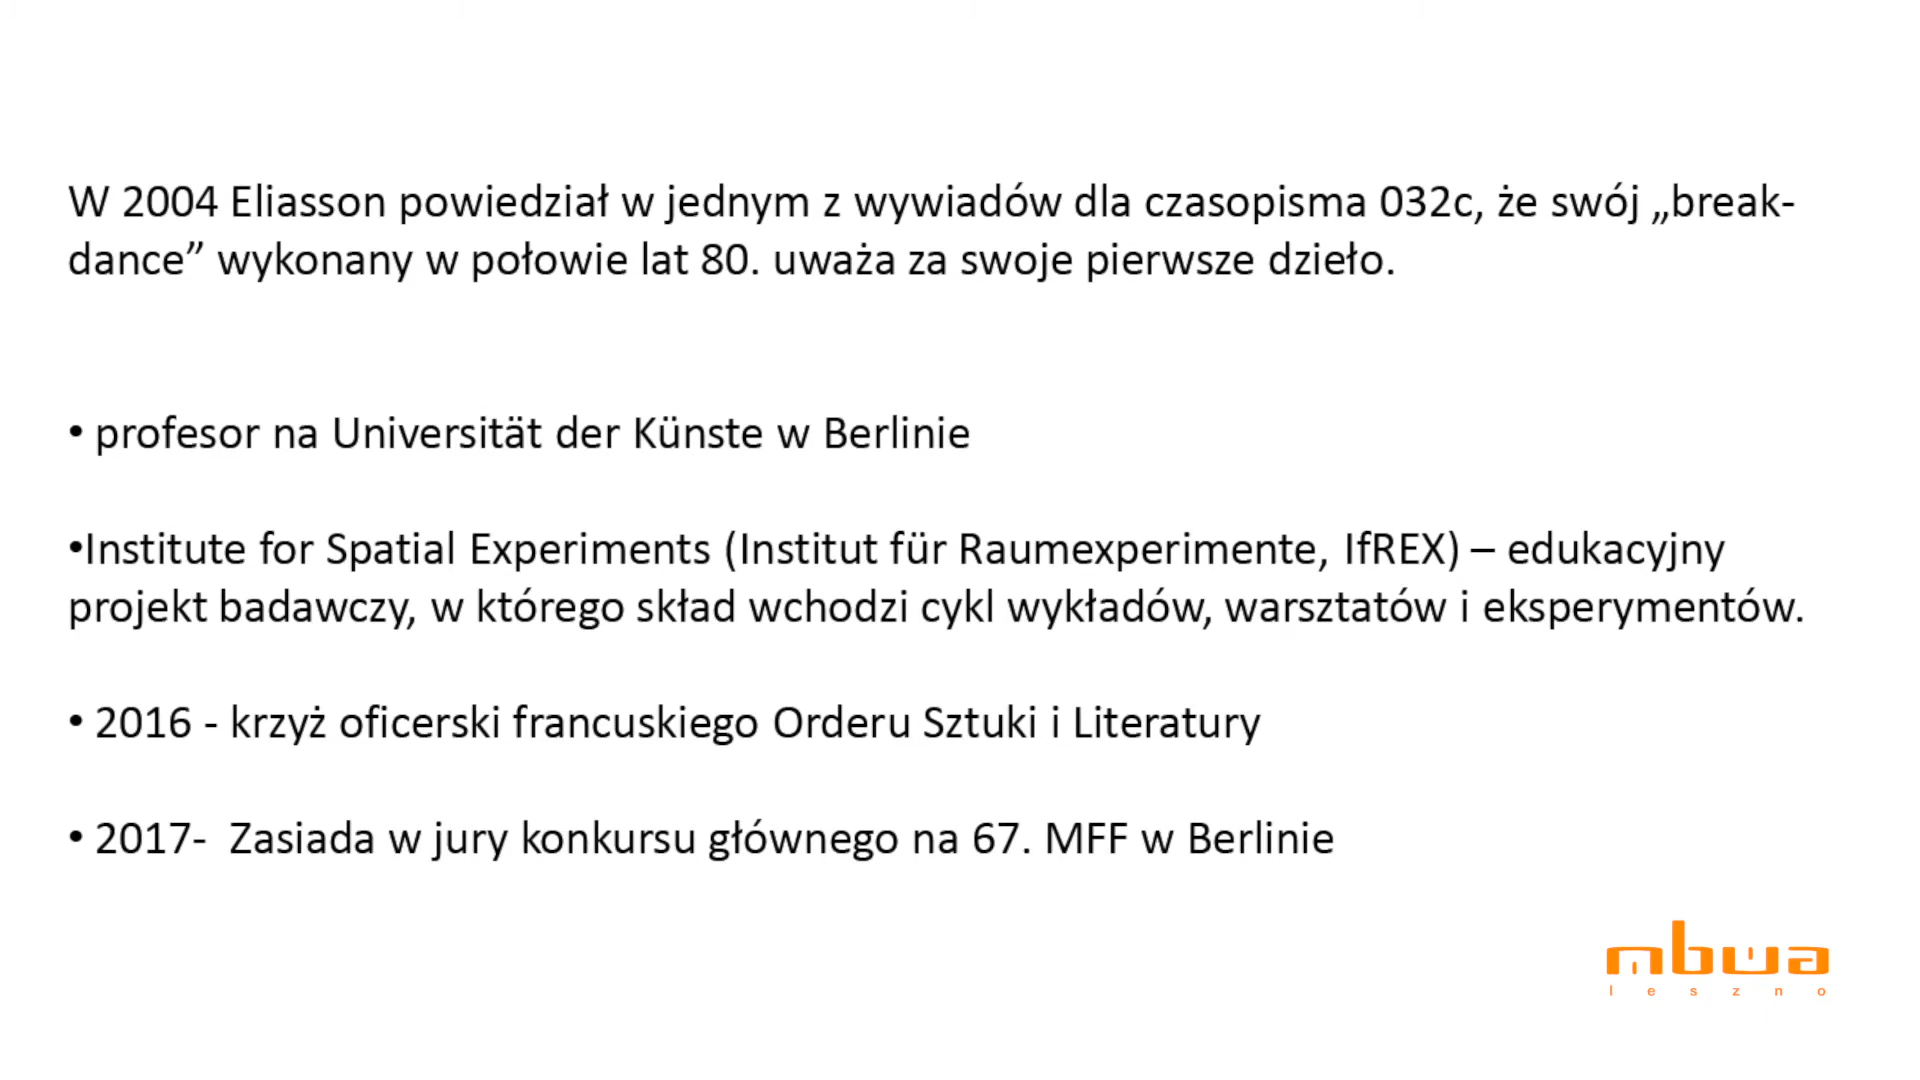 W 2004 Eliasson powiedział w jednym z wywiadów dla czasopisma 032c, że swój „break-
dance” wykonany w połowie lat 80. uważa za swoje pierwsze dzieło.
• profesor na Universität der Künste w Berlinie
•Institute for Spatial Experiments (Institut für Raumexperimente, IfREX) – edukacyjny
projekt badawczy, w którego skład wchodzi cykl wykładów, warsztatów i eksperymentów.
• 2016 - krzyż oficerski francuskiego Orderu Sztuki i Literatury
• 2017-  Zasiada w jury konkursu głównego na 67. MFF w Berlinie
mbwa
leszno